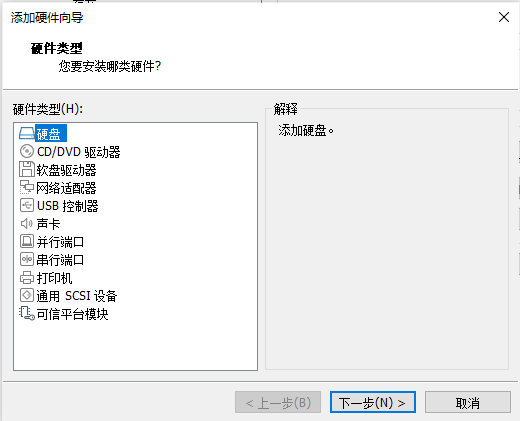 添加硬件向导
硬件类型
您要安装哪类硬件?
硬件类型(H):
硬盘
CD/DVD 驱动器
软盘驱动器
网络适配器
USB 控制器
声卡
并行端口
串行端口
打印机
通用 SCSI 设备
可信平台模块
解释
添加硬盘。
< 上一步(B)
下一步(N) >
取消